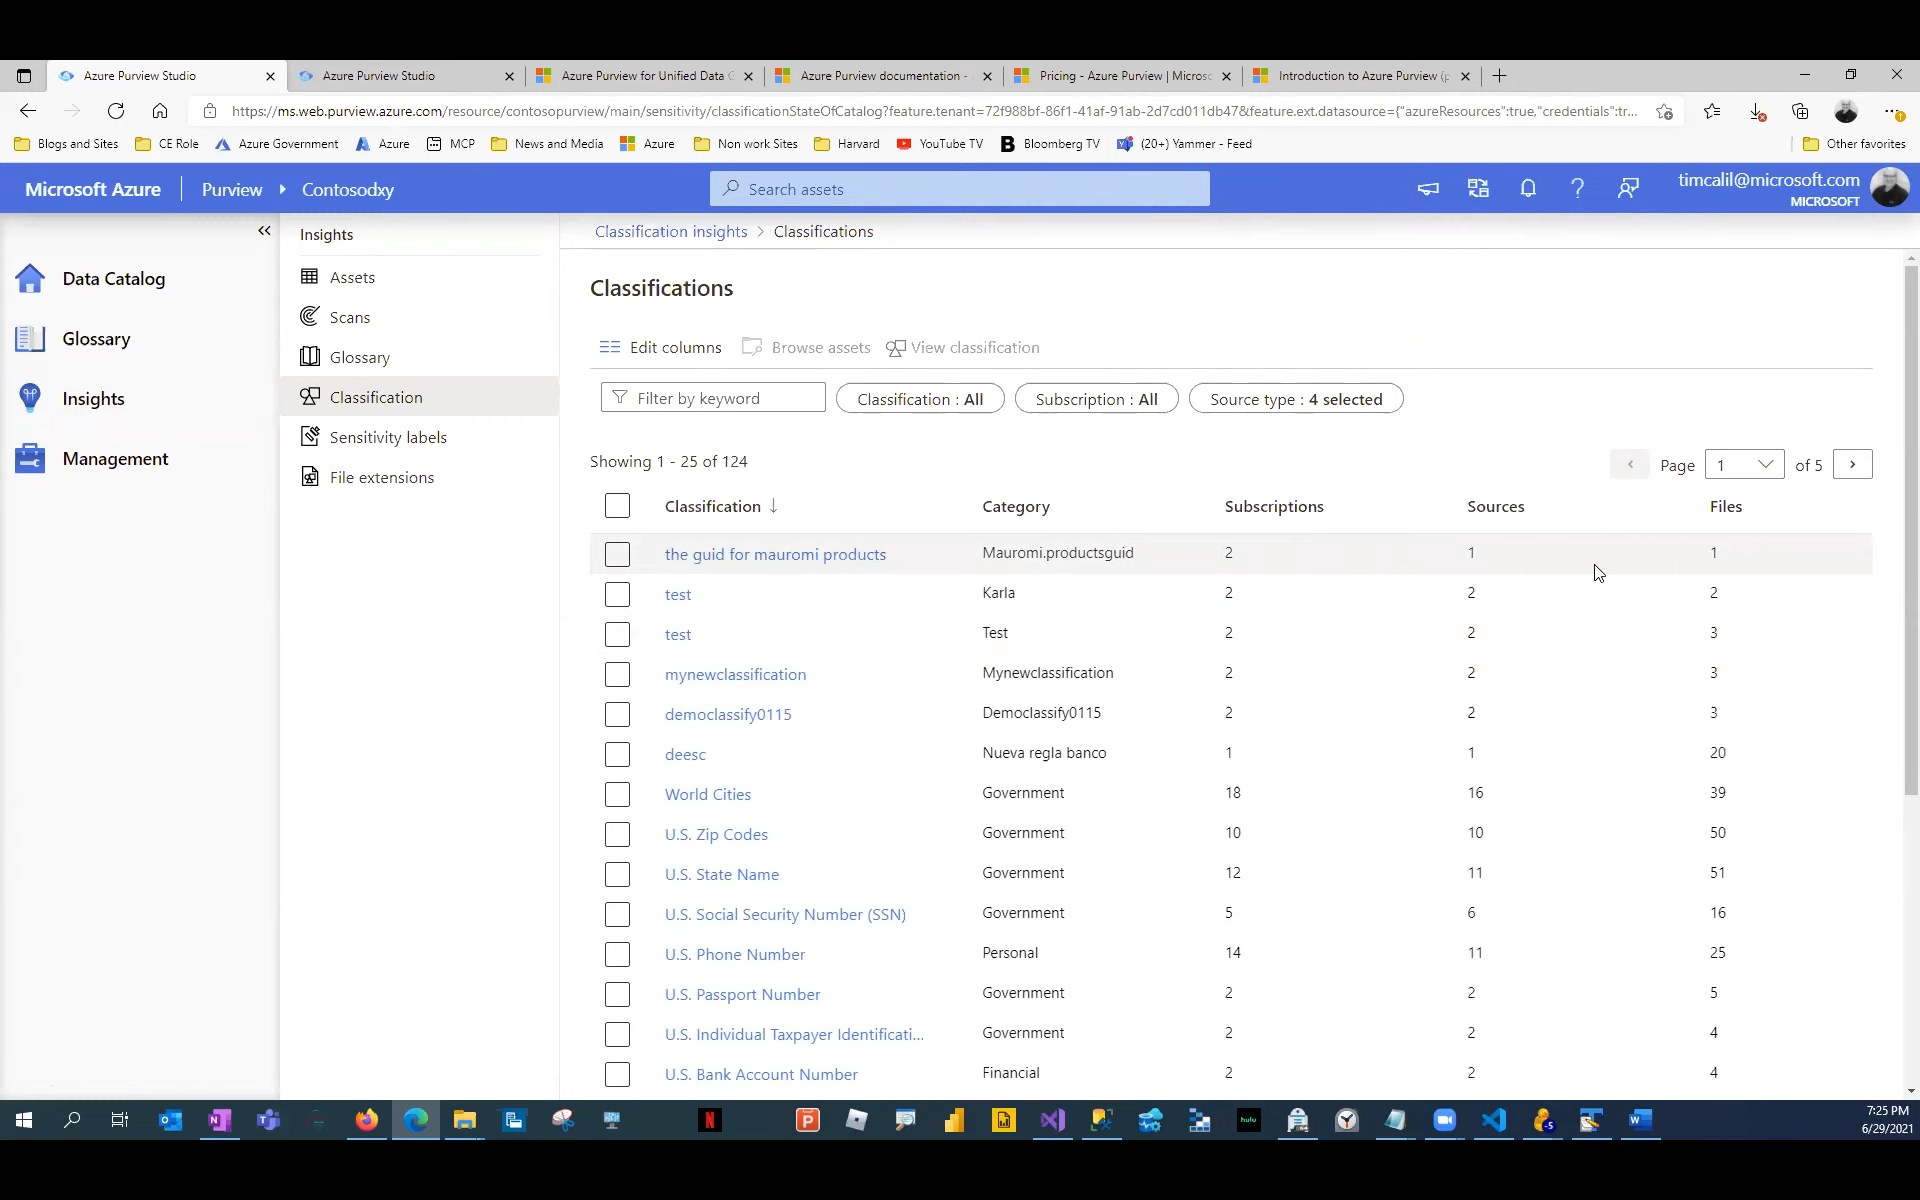 Azure Purview Studio
Azure Purview Studio
Azure Purview for Unified Data G
Azure Purview documentation -
Pricing - Azure Purview | Microsc
Introduction to Azure Purview (p
https://ms.web.purview.azure.com/resource/contosopurview/main/sensitivity/classificationStateOfCatalog?feature.tenant=72f988bf-86f1-41af-91ab-2d7cd011db47&feature.ext.datasource={"azureResources":true,"credentials":tr...
Blogs and Sites
CE Role
Azure Government
Azure
MCP
News and Media
Azure
Non work Sites
Harvard
YouTube TV
Bloomberg TV
(20+) Yammer - Feed
Other favorites
Microsoft Azure
Purview
Contosodxy
Search assets
timcalil@microsoft.com
MICROSOFT
Data Catalog
Glossary
Insights
Management
Insights
Assets
Scans
Glossary
Classification
Sensitivity labels
File extensions
Classification insights > Classifications
Classifications
Edit columns
Browse assets
View classification
Filter by keyword
Classification : All
Subscription : All
Source type : 4 selected
Showing 1 - 25 of 124
Page 1 of 5
Classification ↓ Category Subscriptions Sources Files
the guid for mauromi products Mauromi.productsguid 2 1 1
test Karla 2 2 2
test Test 2 2 3
mynewclassification Mynewclassification 2 2 3
democlassify0115 Democlassify0115 2 2 3
deesc Nueva regla banco 1 1 20
World Cities Government 18 16 39
U.S. Zip Codes Government 10 10 50
U.S. State Name Government 12 11 51
U.S. Social Security Number (SSN) Government 5 6 16
U.S. Phone Number Personal 14 11 25
U.S. Passport Number Government 2 2 5
U.S. Individual Taxpayer Identificati... Government 2 2 4
U.S. Bank Account Number Financial 2 2 4
hulu
7:25 PM
6/29/2021